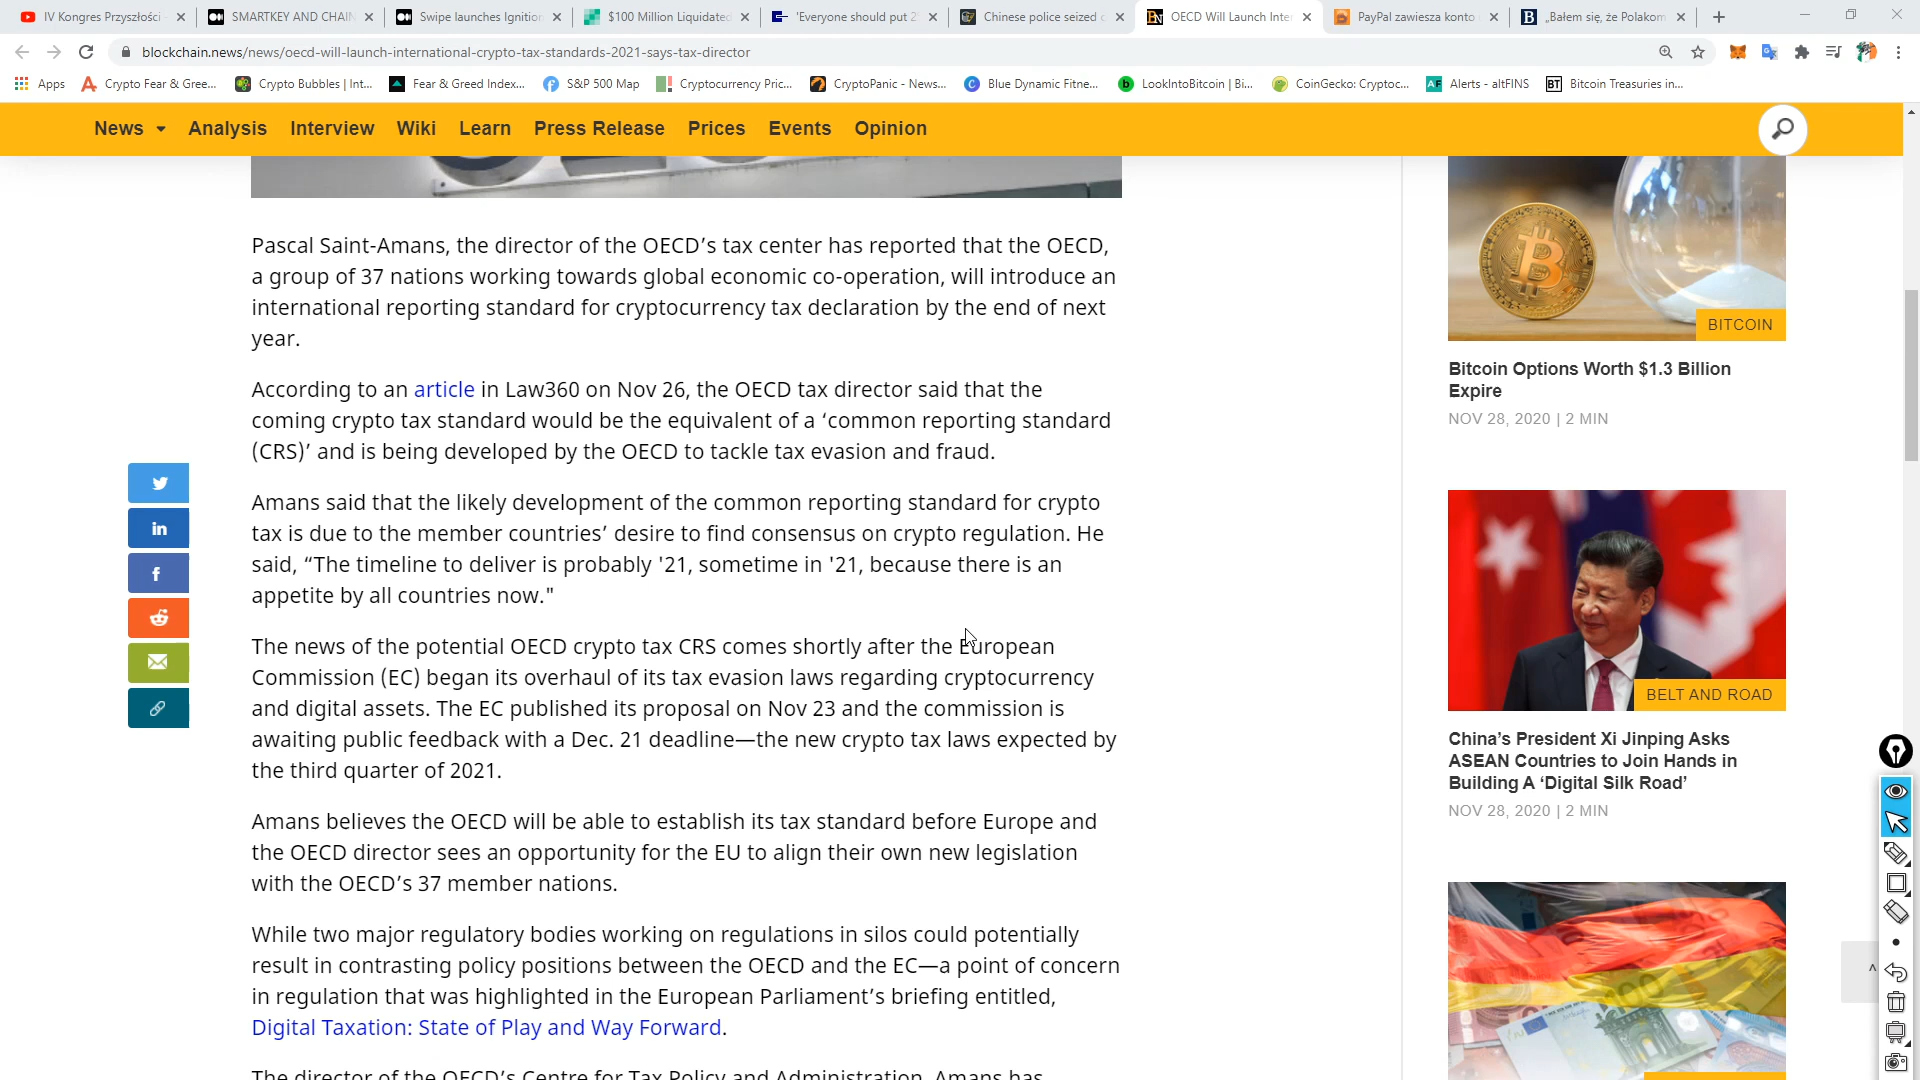 IV Kongres Przyszłości
SMARTKEY AND CHAIN
Swipe launches Ignition
$100 Million Liquidated
'Everyone should put 2
Chinese police seized c
OECD Will Launch Inte
PayPal zawiesza konto
„Bałem się, że Polakom
blockchain.news/news/oecd-will-launch-international-crypto-tax-standards-2021-says-tax-director
Apps
Crypto Fear & Gree...
Crypto Bubbles | Int...
Fear & Greed Index...
S&P 500 Map
Cryptocurrency Pric...
CryptoPanic - News...
Blue Dynamic Fitne...
LookIntoBitcoin | Bi...
CoinGecko: Cryptoc...
Alerts - altFINS
Bitcoin Treasuries in...
News Analysis Interview Wiki Learn Press Release Prices Events Opinion
Pascal Saint-Amans, the director of the OECD’s tax center has reported that the OECD,
a group of 37 nations working towards global economic co-operation, will introduce an
international reporting standard for cryptocurrency tax declaration by the end of next
year.
According to an article in Law360 on Nov 26, the OECD tax director said that the
coming crypto tax standard would be the equivalent of a ‘common reporting standard
(CRS)’ and is being developed by the OECD to tackle tax evasion and fraud.
Amans said that the likely development of the common reporting standard for crypto
tax is due to the member countries’ desire to find consensus on crypto regulation. He
said, “The timeline to deliver is probably '21, sometime in '21, because there is an
appetite by all countries now."
The news of the potential OECD crypto tax CRS comes shortly after the European
Commission (EC) began its overhaul of its tax evasion laws regarding cryptocurrency
and digital assets. The EC published its proposal on Nov 23 and the commission is
awaiting public feedback with a Dec. 21 deadline—the new crypto tax laws expected by
the third quarter of 2021.
Amans believes the OECD will be able to establish its tax standard before Europe and
the OECD director sees an opportunity for the EU to align their own new legislation
with the OECD’s 37 member nations.
While two major regulatory bodies working on regulations in silos could potentially
result in contrasting policy positions between the OECD and the EC—a point of concern
in regulation that was highlighted in the European Parliament’s briefing entitled,
Digital Taxation: State of Play and Way Forward.
The director of the OECD’s Centre for Tax Policy and Administration, Amans has
BITCOIN
Bitcoin Options Worth $1.3 Billion
Expire
NOV 28, 2020 | 2 MIN
BELT AND ROAD
China’s President Xi Jinping Asks
ASEAN Countries to Join Hands in
Building A ‘Digital Silk Road’
NOV 28, 2020 | 2 MIN